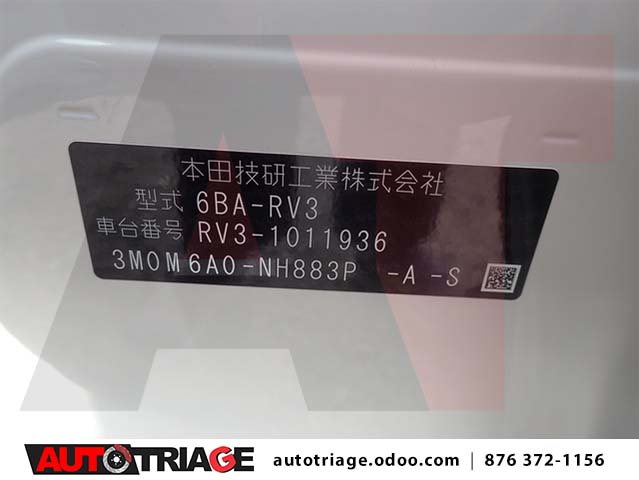 本田技研工業株式会社
型式 6BA-RV3
車台番号 RV3-1011936
3M0M6A0-NH883P -A -S
AUTOTRIAGE autotriage.odoo.com | 876 372-1156